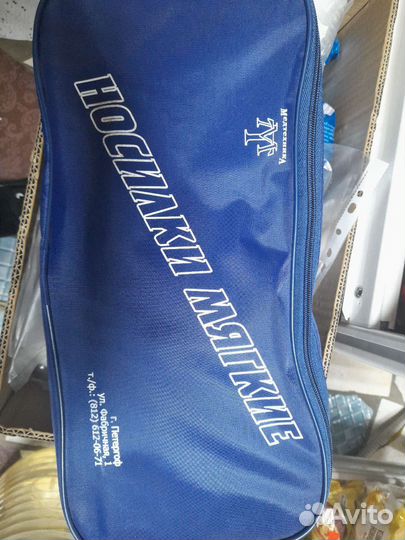 МедтехникА
НОСИЛКИ МЯГКИЕ
г. Петергоф
ул. Фабричная, 1
т./ф.: (812) 612-06-71
Avito